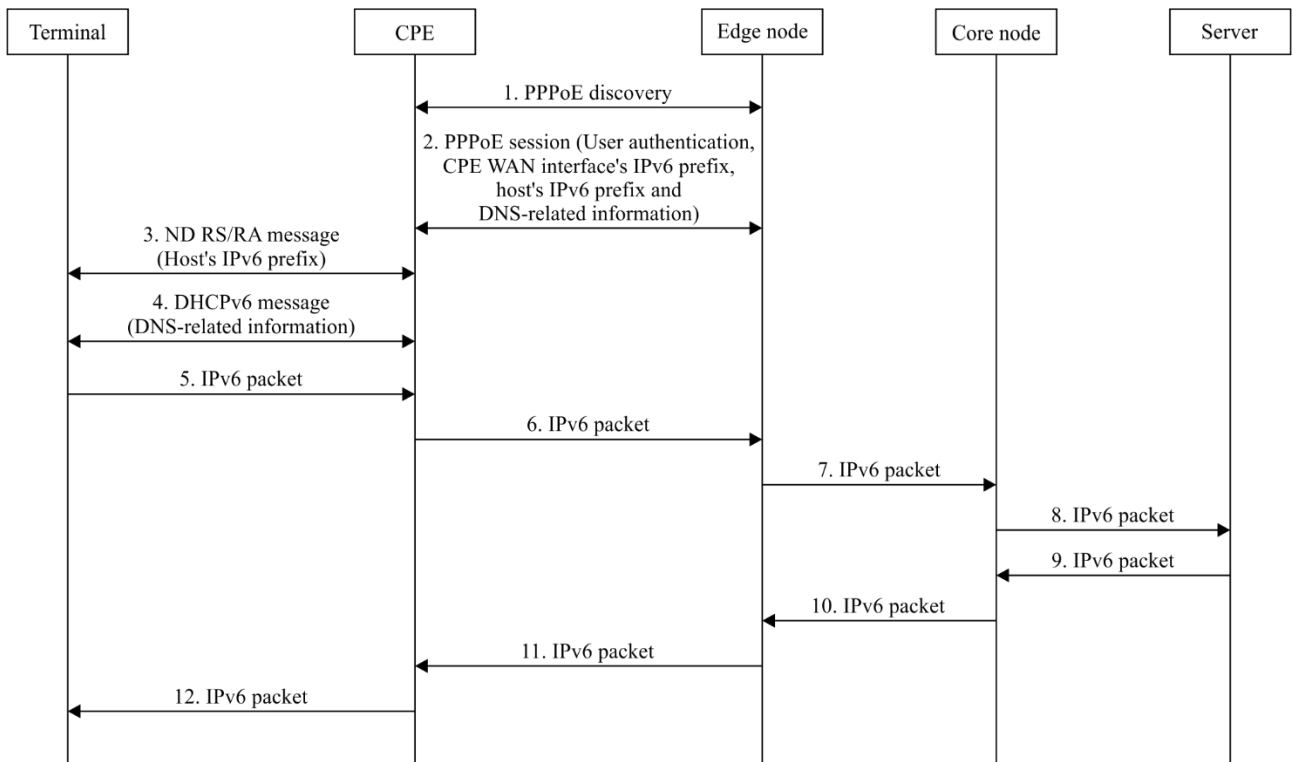 Terminal
CPE
Edge node
Core node
Server
1. PPPoE discovery
2. PPPoE session (User authentication,
CPE WAN interface's IPv6 prefix,
host's IPv6 prefix and
DNS-related information)
3. ND RS/RA message
(Host's IPv6 prefix)
4. DHCPv6 message
(DNS-related information)
5. IPv6 packet
6. IPv6 packet
7. IPv6 packet
8. IPv6 packet
9. IPv6 packet
10. IPv6 packet
11. IPv6 packet
12. IPv6 packet